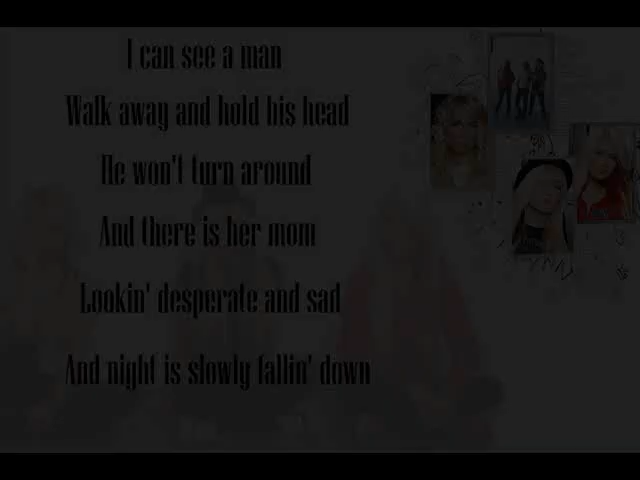 I can see a man
Walk away and hold his head
He won't turn around
And there is her mom
Lookin' desperate and sad
And night is slowly fallin' down